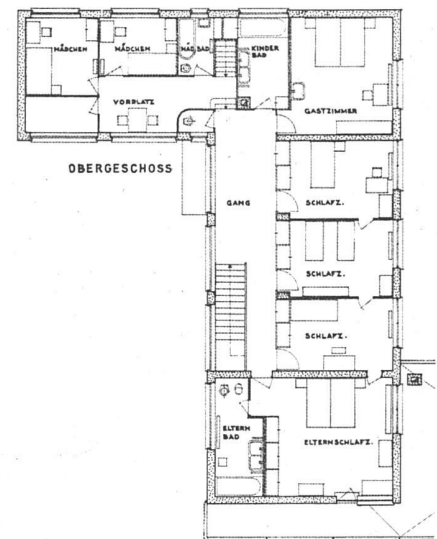 MÄDCHEN
MÄDCHEN
MÄD. BAD
KINDER
BAD
VORPLATZ
GASTZIMMER
OBERGESCHOSS
GANG
SCHLAFZ.
SCHLAFZ.
SCHLAFZ.
ELTERN
BAD
ELTERNSCHLAFZ.